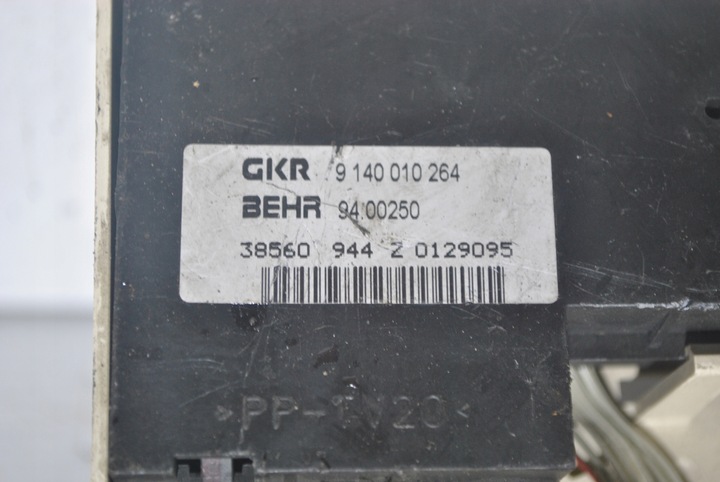 GKR 9 140 010 264
BEHR 94.00250
38560 944 Z 0129095
>PP-TV20<